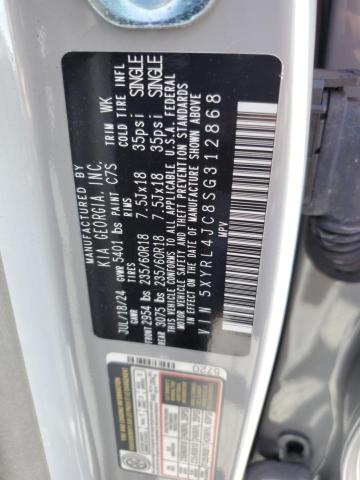 MANUFACTURED BY
KIA GEORGIA, INC.
JUL/18/24 GVWR 5401 lbs PAINT C7S TRIM WK
GAWR RIMS COLD TIRE INFL
FRONT 2954 lbs 235/60R18 7.5Jx18 35psi SINGLE
REAR 3075 lbs 235/60R18 7.5Jx18 35psi SINGLE
THIS VEHICLE CONFORMS TO ALL APPLICABLE U.S. FEDERAL
MOTOR VEHICLE SAFETY AND THEFT PREVENTION STANDARDS
IN EFFECT ON THE DATE OF MANUFACTURE SHOWN ABOVE
VIN 5XYRL4JC8SG312868
MPV
5720